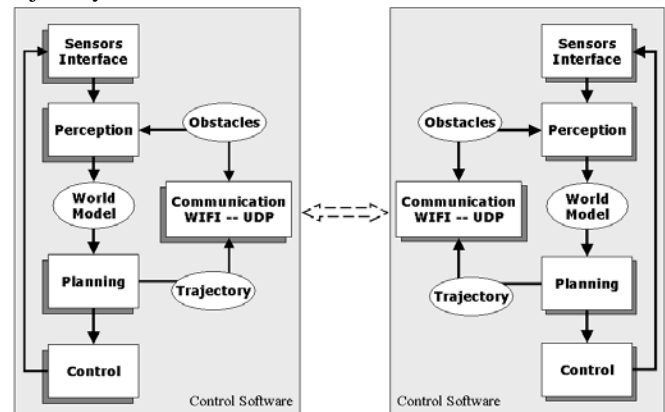 Sensors
Interface
Perception
Obstacles
World
Model
Communication
WIFI -- UDP
Planning
Trajectory
Control
Control Software
Sensors
Interface
Obstacles
Perception
Communication
WIFI -- UDP
World
Model
Planning
Trajectory
Control
Control Software